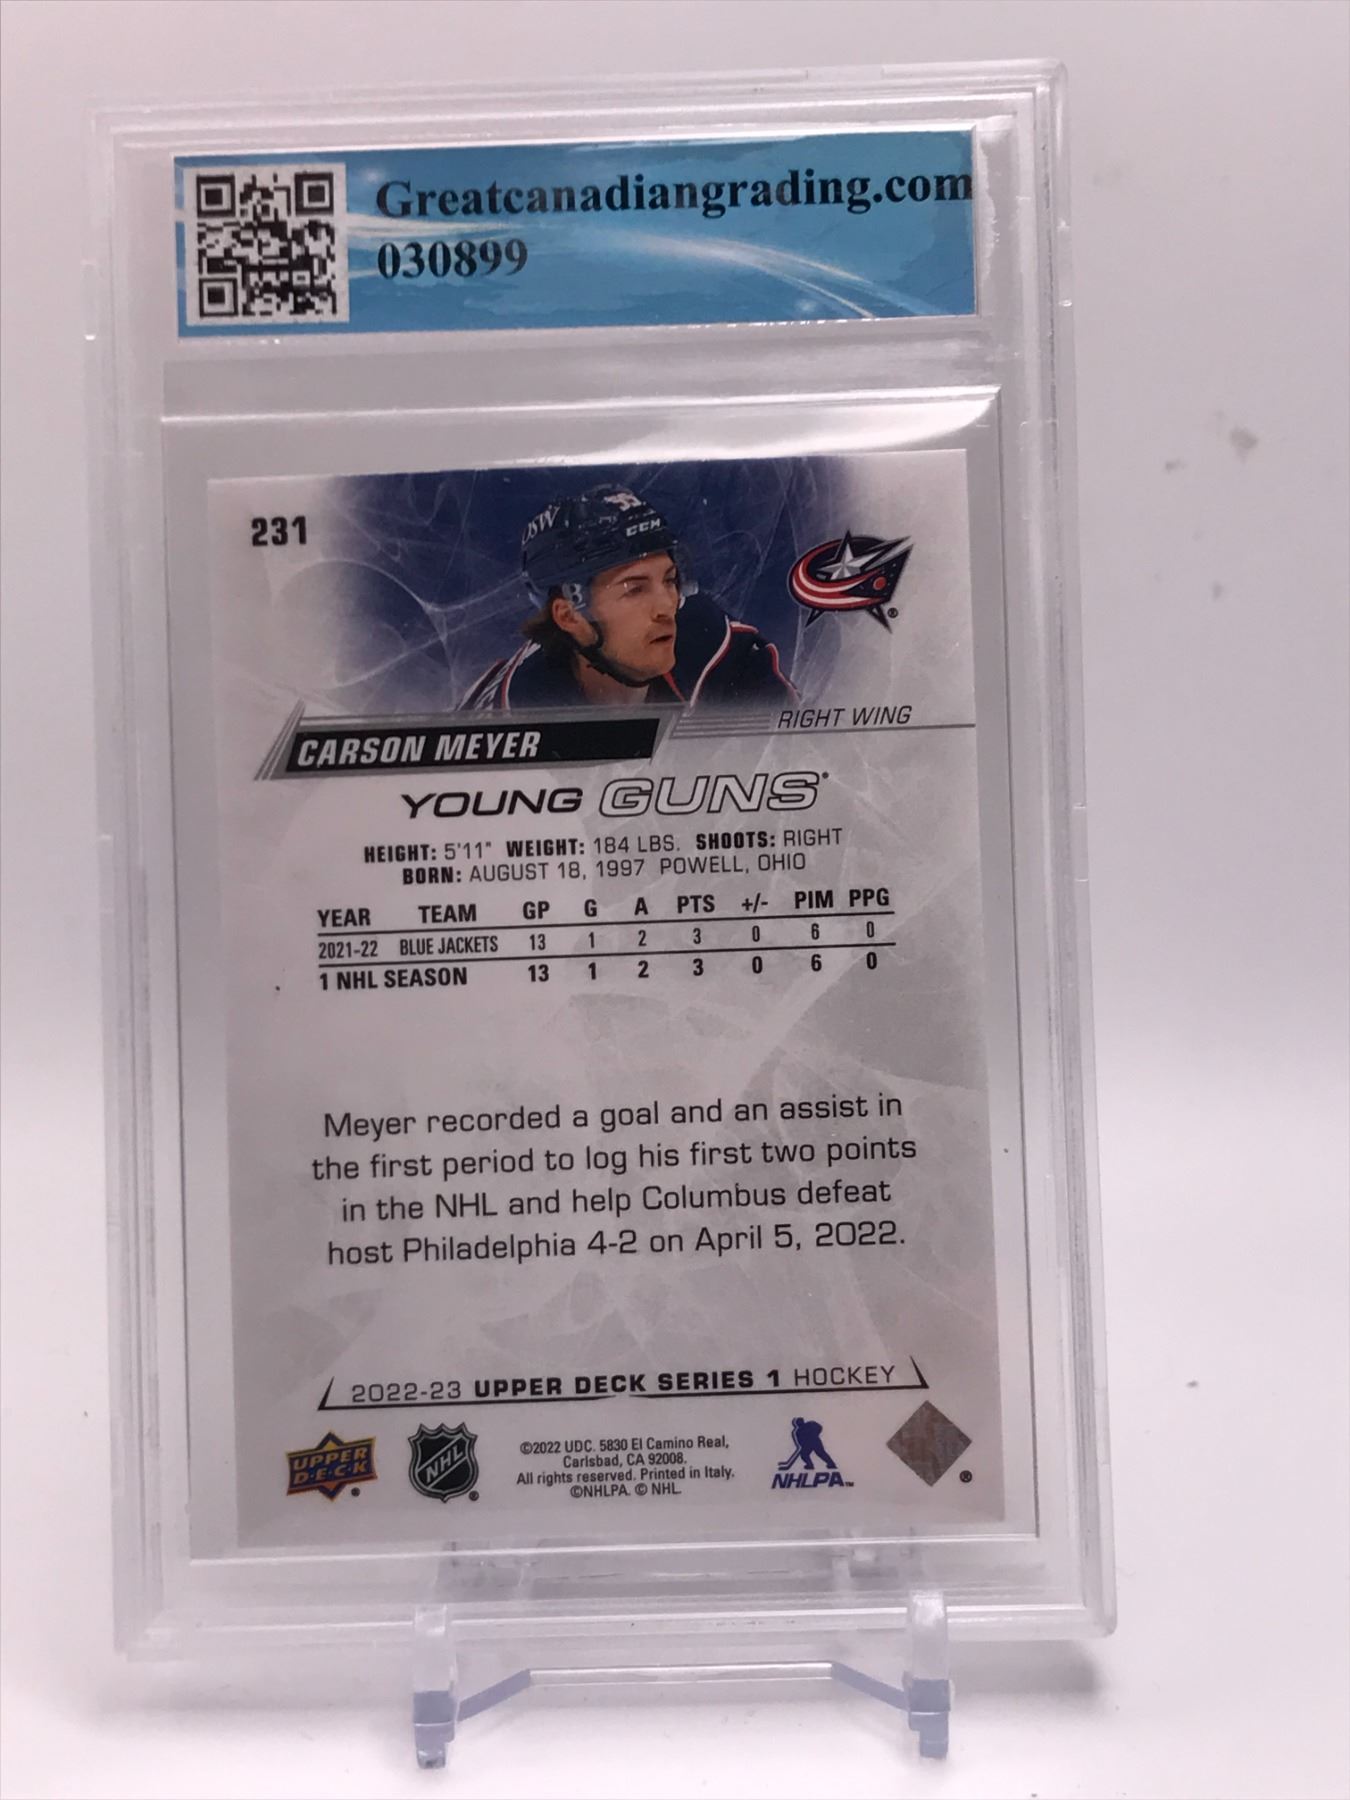 Greatcanadiangrading.com
030899
231
CCM
CARSON MEYER
RIGHT WING
YOUNG GUNS®
HEIGHT: 5'11" WEIGHT: 184 LBS. SHOOTS: RIGHT
BORN: AUGUST 18, 1997 POWELL, OHIO
YEAR TEAM GP G A PTS +/- PIM PPG
2021-22 BLUE JACKETS 13 1 2 3 0 6 0
1 NHL SEASON 13 1 2 3 0 6 0
Meyer recorded a goal and an assist in
the first period to log his first two points
in the NHL and help Columbus defeat
host Philadelphia 4-2 on April 5, 2022.
2022-23 UPPER DECK SERIES 1 HOCKEY
UPPER
D·E·C·K
NHL
©2022 UDC. 5830 El Camino Real,
Carlsbad, CA 92008.
All rights reserved. Printed in Italy.
©NHLPA. © NHL.
NHLPA™